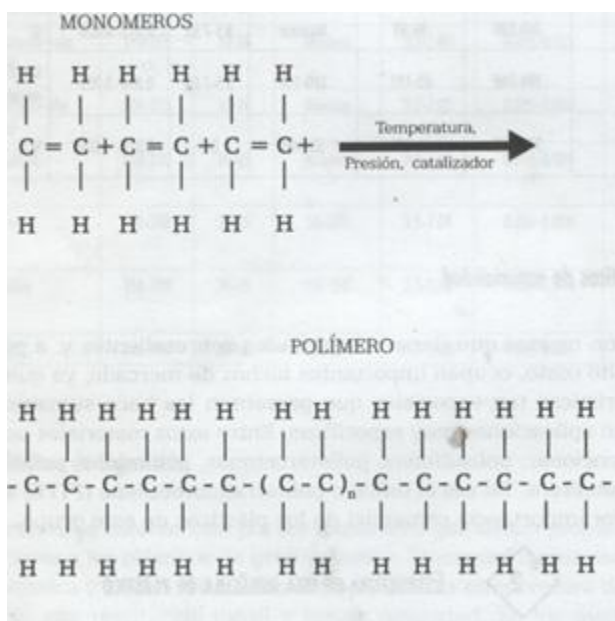 MONÓMEROS
H H H H H H
C = C + C = C + C = C +
Temperatura,
Presión, catalizador
H H H H H H
POLÍMERO
H H H H H H H H H H H H H H
- C - C - C - C - C - C - ( C - C )n - C - C - C - C - C - C -
H H H H H H H H H H H H H H